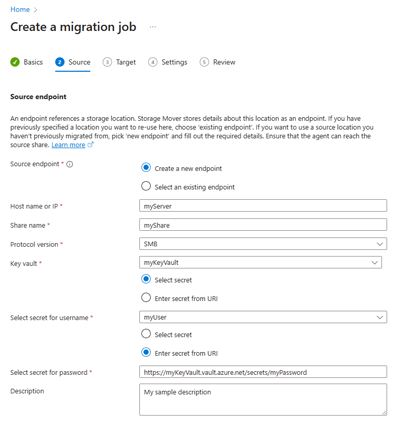 Home >
Create a migration job ...
Basics 2 Source 3 Target 4 Settings 5 Review
Source endpoint
An endpoint references a storage location. Storage Mover stores details about this location as an endpoint. If you have
previously specified a location you want to re-use here, choose 'existing endpoint'. If you want to use a source location you
haven't previously migrated from, pick 'new endpoint' and fill out the required details. Ensure that the agent can reach
the source share. Learn more
Source endpoint * Create a new endpoint
Select an existing endpoint
Host name or IP * myServer
Share name * myShare
Protocol version * SMB
Key vault * myKeyVault
Select secret
Enter secret from URI
Select secret for username * myUser
Select secret
Enter secret from URI
Select secret for password * https://myKeyVault.vault.azure.net/secrets/myPassword
Description My sample description